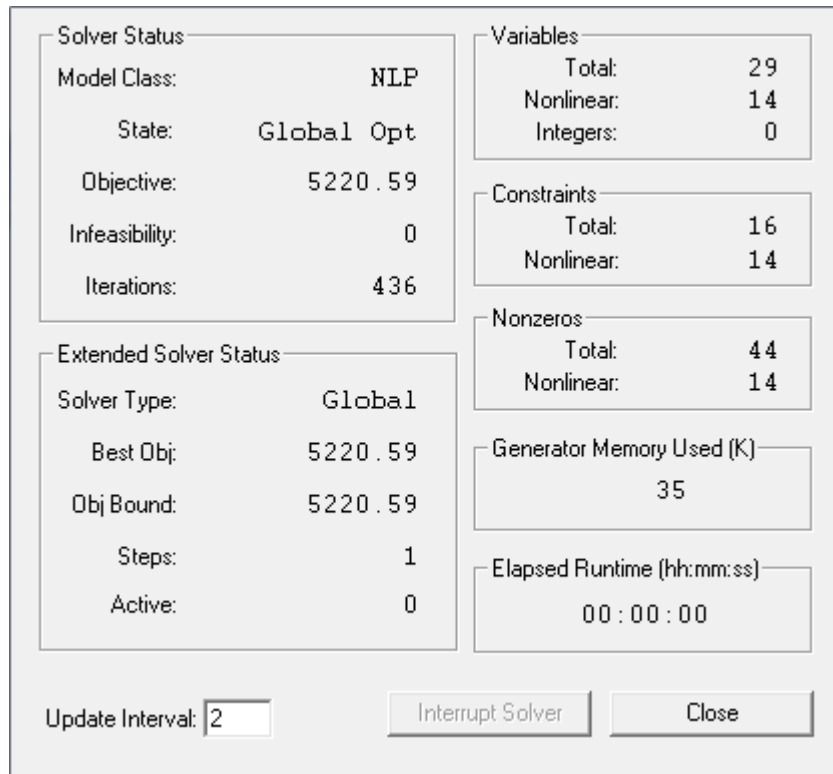 Solver Status
Model Class: NLP
State: Global Opt
Objective: 5220.59
Infeasibility: 0
Iterations: 436
Extended Solver Status
Solver Type: Global
Best Obj: 5220.59
Obj Bound: 5220.59
Steps: 1
Active: 0
Variables
Total: 29
Nonlinear: 14
Integers: 0
Constraints
Total: 16
Nonlinear: 14
Nonzeros
Total: 44
Nonlinear: 14
Generator Memory Used (K)
35
Elapsed Runtime (hh:mm:ss)
00:00:00
Update Interval: 2
Interrupt Solver
Close